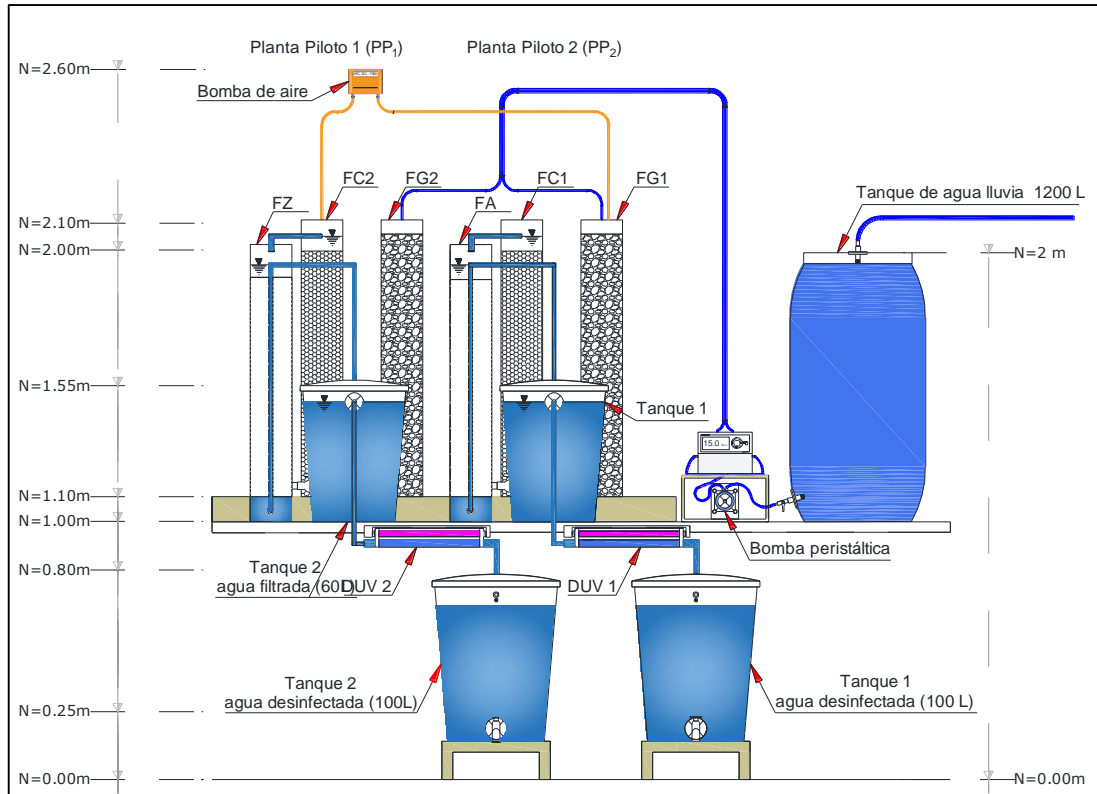 Planta Piloto 1 (PP₁)
Planta Piloto 2 (PP₂)
N=2.60m
Bomba de aire
FC2
FG2
FC1
FG1
FZ
FA
Tanque de agua lluvia 1200 L
N=2.10m
N=2.00m
N=2 m
N=1.55m
Tanque 1
15.0
N=1.10m
N=1.00m
Bomba peristáltica
N=0.80m
Tanque 2
agua filtrada (60L)
DUV 2
DUV 1
Tanque 2
agua desinfectada (100L)
Tanque 1
agua desinfectada (100 L)
N=0.25m
N=0.00m
N=0.00m